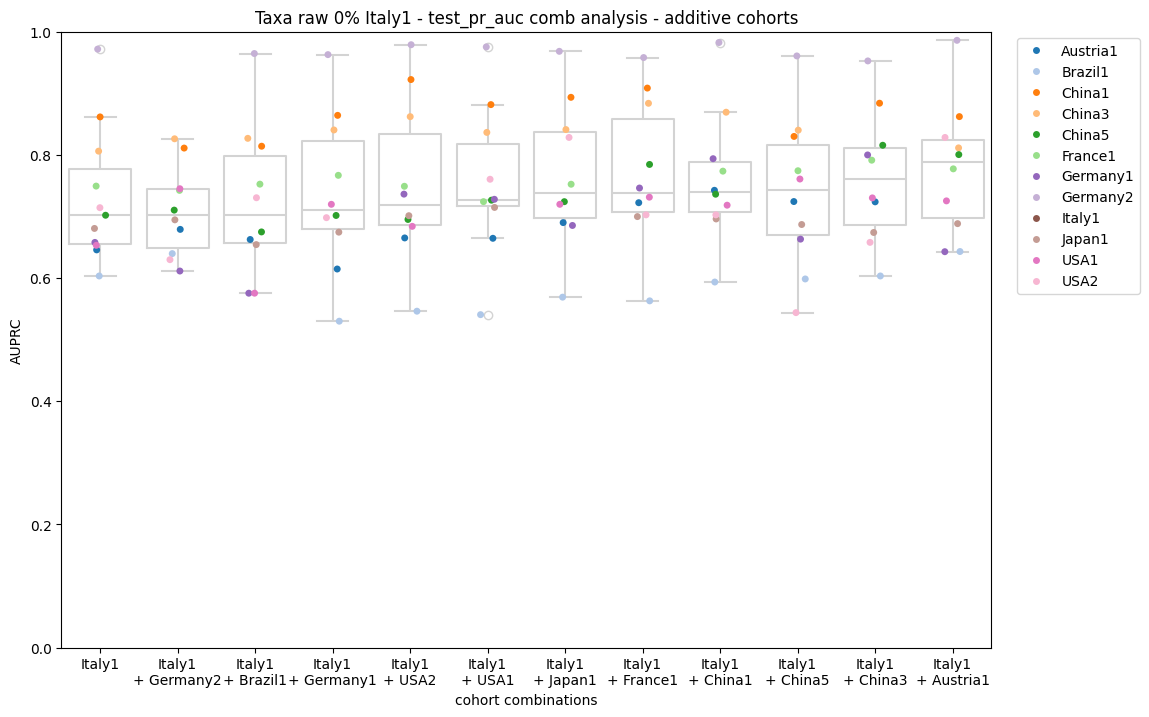 Taxa raw 0% Italy1 - test_pr_auc comb analysis - additive cohorts
AUPRC
1.0
0.8
0.6
0.4
0.2
0.0
Italy1
Italy1
+ Germany2
Italy1
+ Brazil1
Italy1
+ Germany1
Italy1
+ USA2
Italy1
+ USA1
Italy1
+ Japan1
Italy1
+ France1
Italy1
+ China1
Italy1
+ China5
Italy1
+ China3
Italy1
+ Austria1
cohort combinations
Austria1
Brazil1
China1
China3
China5
France1
Germany1
Germany2
Italy1
Japan1
USA1
USA2